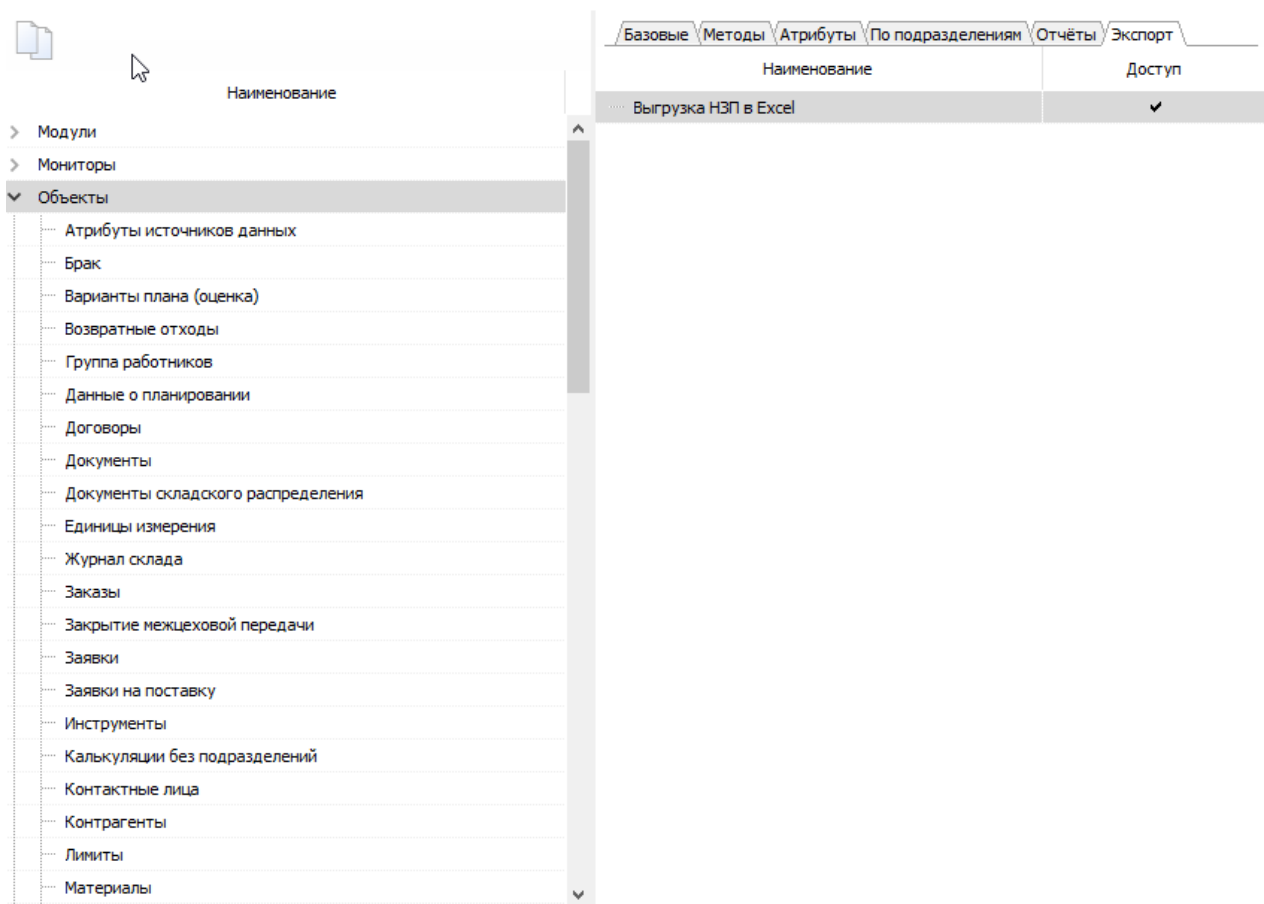 Базовые Методы Атрибуты По подразделениям Отчёты Экспорт
Наименование Доступ
Выгрузка НЗП в Excel
Наименование
Модули
Мониторы
Объекты
Атрибуты источников данных
Брак
Варианты плана (оценка)
Возвратные отходы
Группа работников
Данные о планировании
Договоры
Документы
Документы складского распределения
Единицы измерения
Журнал склада
Заказы
Закрытие межцеховой передачи
Заявки
Заявки на поставку
Инструменты
Калькуляции без подразделений
Контактные лица
Контрагенты
Лимиты
Материалы